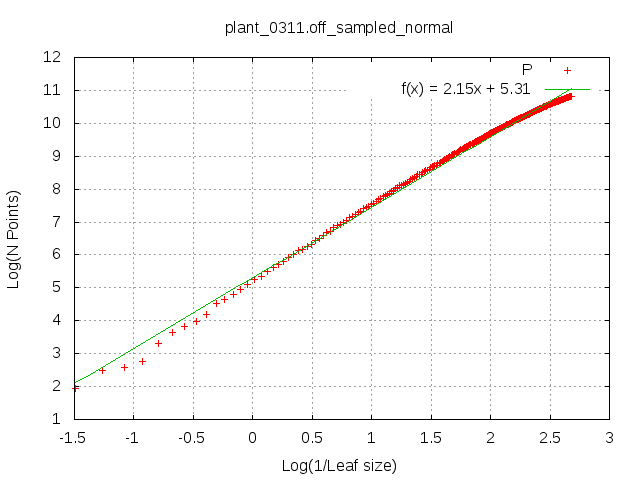 plant_0311.off_sampled_normal
12
11
10
9
8
7
6
5
4
3
2
1
Log(N Points)
P
f(x) = 2.15x + 5.31
-1.5 -1 -0.5 0 0.5 1 1.5 2 2.5 3
Log(1/Leaf size)